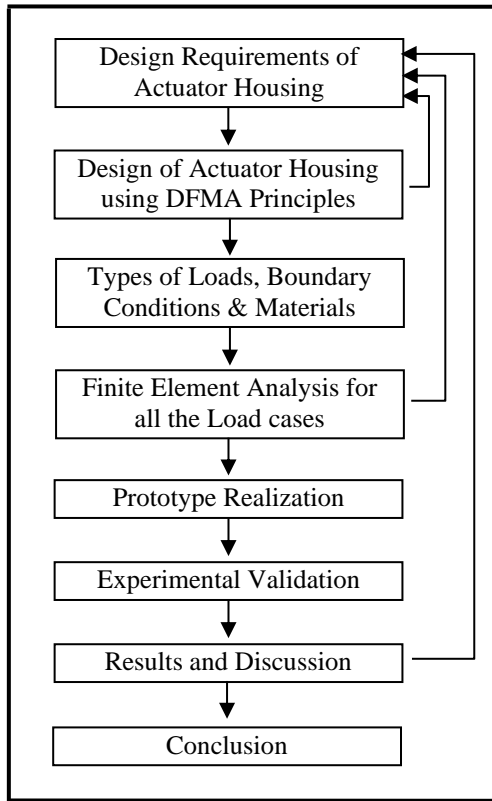 Design Requirements of
Actuator Housing
Design of Actuator Housing
using DFMA Principles
Types of Loads, Boundary
Conditions & Materials
Finite Element Analysis for
all the Load cases
Prototype Realization
Experimental Validation
Results and Discussion
Conclusion